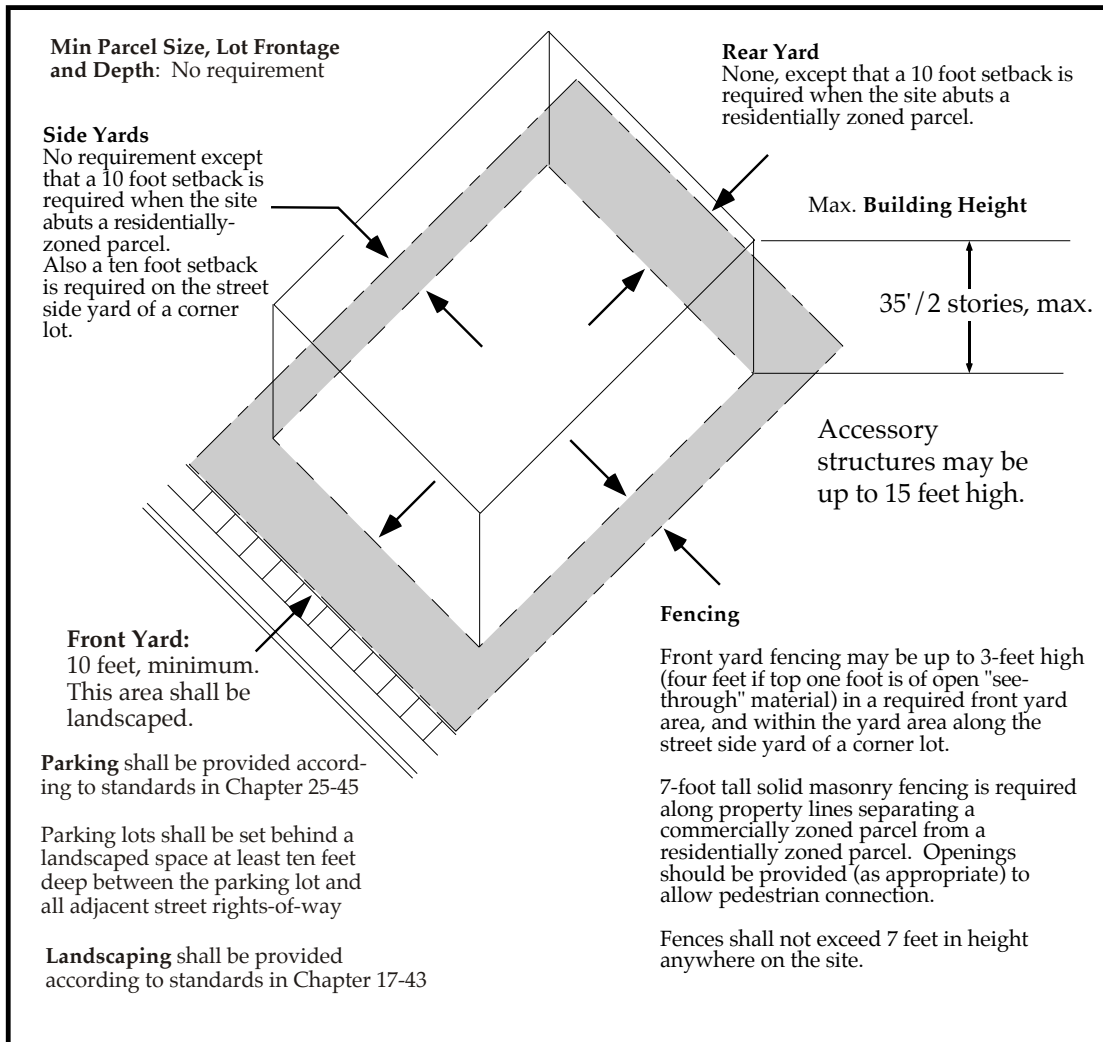 Min Parcel Size, Lot Frontage
and Depth: No requirement
Side Yards
No requirement except
that a 10 foot setback is
required when the site
abuts a residentially-
zoned parcel.
Also a ten foot setback
is required on the street
side yard of a corner
lot.
Rear Yard
None, except that a 10 foot setback is
required when the site abuts a
residentially zoned parcel.
Max. Building Height
35'/2 stories, max.
Accessory
structures may be
up to 15 feet high.
Front Yard:
10 feet, minimum.
This area shall be
landscaped.
Parking shall be provided accord-
ing to standards in Chapter 25-45
Parking lots shall be set behind a
landscaped space at least ten feet
deep between the parking lot and
all adjacent street rights-of-way
Landscaping shall be provided
according to standards in Chapter 17-43
Fencing
Front yard fencing may be up to 3-feet high
(four feet if top one foot is of open "see-
through" material) in a required front yard
area, and within the yard area along the
street side yard of a corner lot.
7-foot tall solid masonry fencing is required
along property lines separating a
commercially zoned parcel from a
residentially zoned parcel. Openings
should be provided (as appropriate) to
allow pedestrian connection.
Fences shall not exceed 7 feet in height
anywhere on the site.